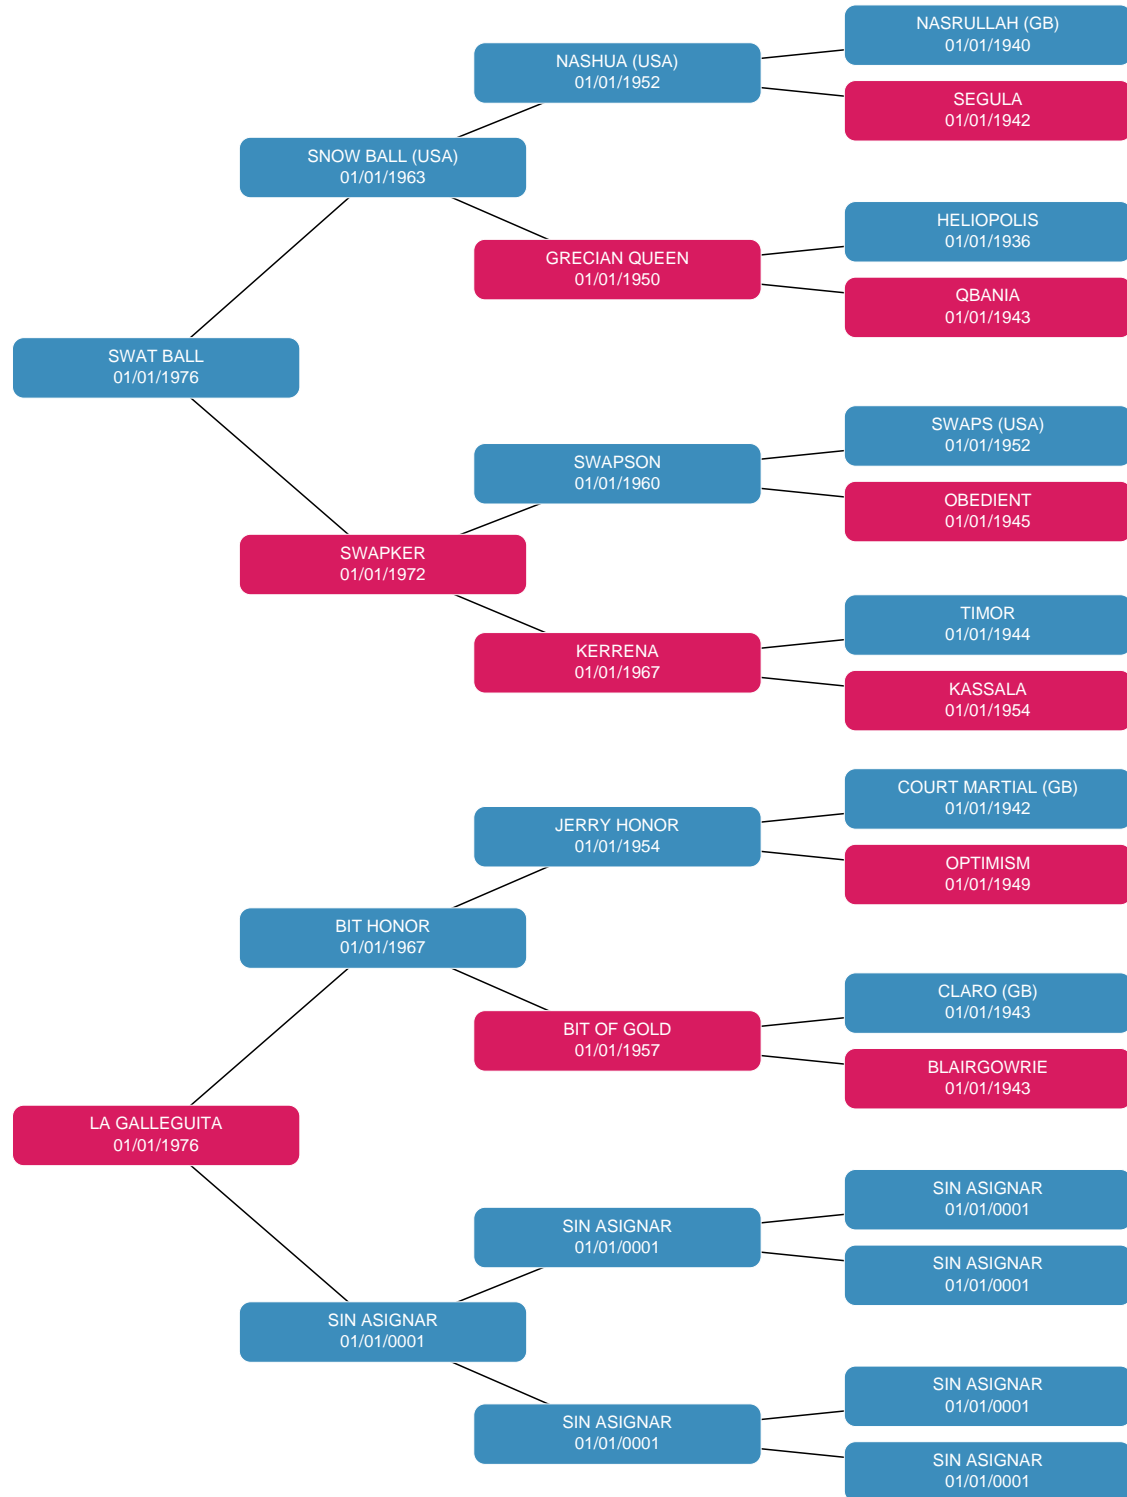 NASRULLAH (GB)
01/01/1940
NASHUA (USA)
01/01/1952
SEGULA
01/01/1942
SNOW BALL (USA)
01/01/1963
HELIOPOLIS
01/01/1936
GRECIAN QUEEN
01/01/1950
QBANIA
01/01/1943
SWAT BALL
01/01/1976
SWAPS (USA)
01/01/1952
SWAPSON
01/01/1960
OBEDIENT
01/01/1945
SWAPKER
01/01/1972
TIMOR
01/01/1944
KERRENA
01/01/1967
KASSALA
01/01/1954
COURT MARTIAL (GB)
01/01/1942
JERRY HONOR
01/01/1954
OPTIMISM
01/01/1949
BIT HONOR
01/01/1967
CLARO (GB)
01/01/1943
BIT OF GOLD
01/01/1957
BLAIRGOWRIE
01/01/1943
LA GALLEGUITA
01/01/1976
SIN ASIGNAR
01/01/0001
SIN ASIGNAR
01/01/0001
SIN ASIGNAR
01/01/0001
SIN ASIGNAR
01/01/0001
SIN ASIGNAR
01/01/0001
SIN ASIGNAR
01/01/0001
SIN ASIGNAR
01/01/0001